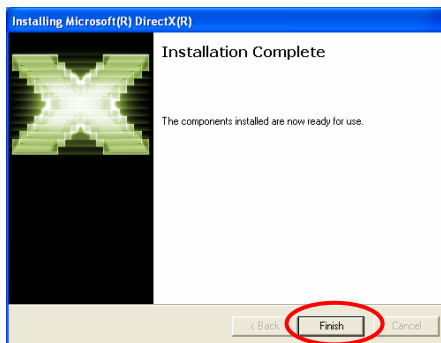 Installing Microsoft(R) DirectX(R)
Installation Complete
The components installed are now ready for use.
< Back Finish Cancel